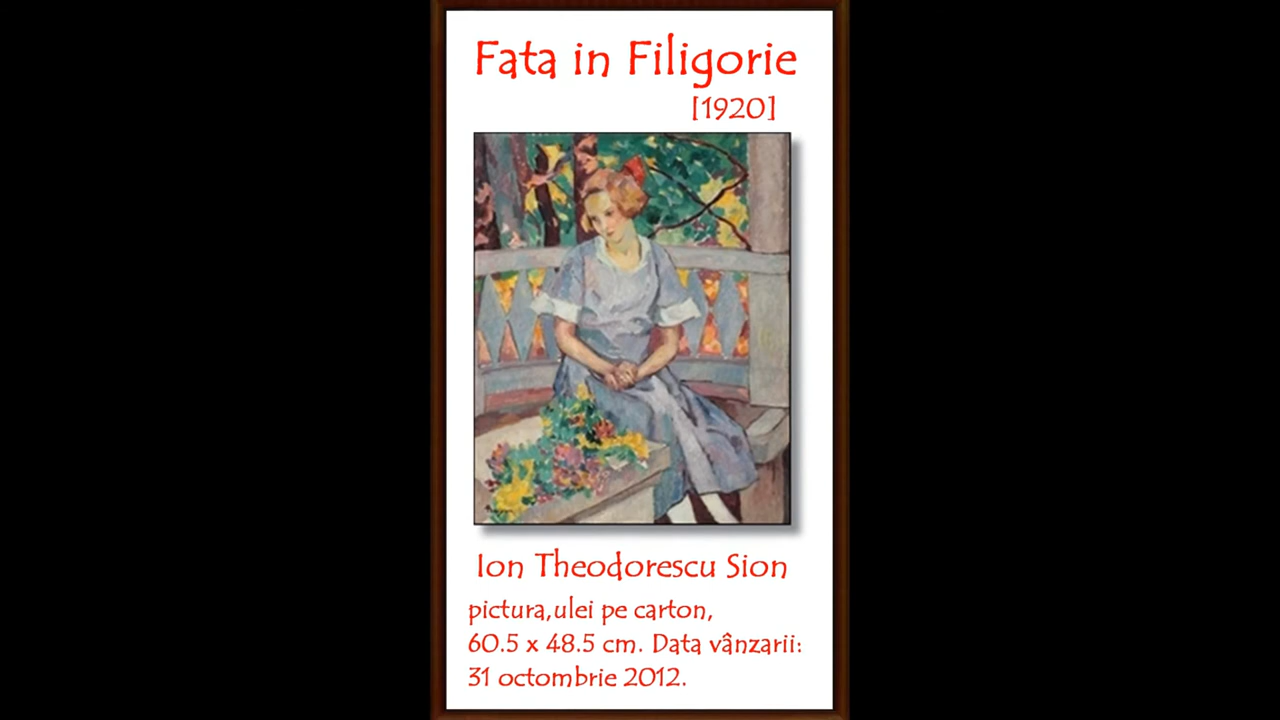 Fata in Filigorie
[1920]
Ion Theodorescu Sion
pictura,ulei pe carton,
60.5 x 48.5 cm. Data vânzarii:
31 octombrie 2012.